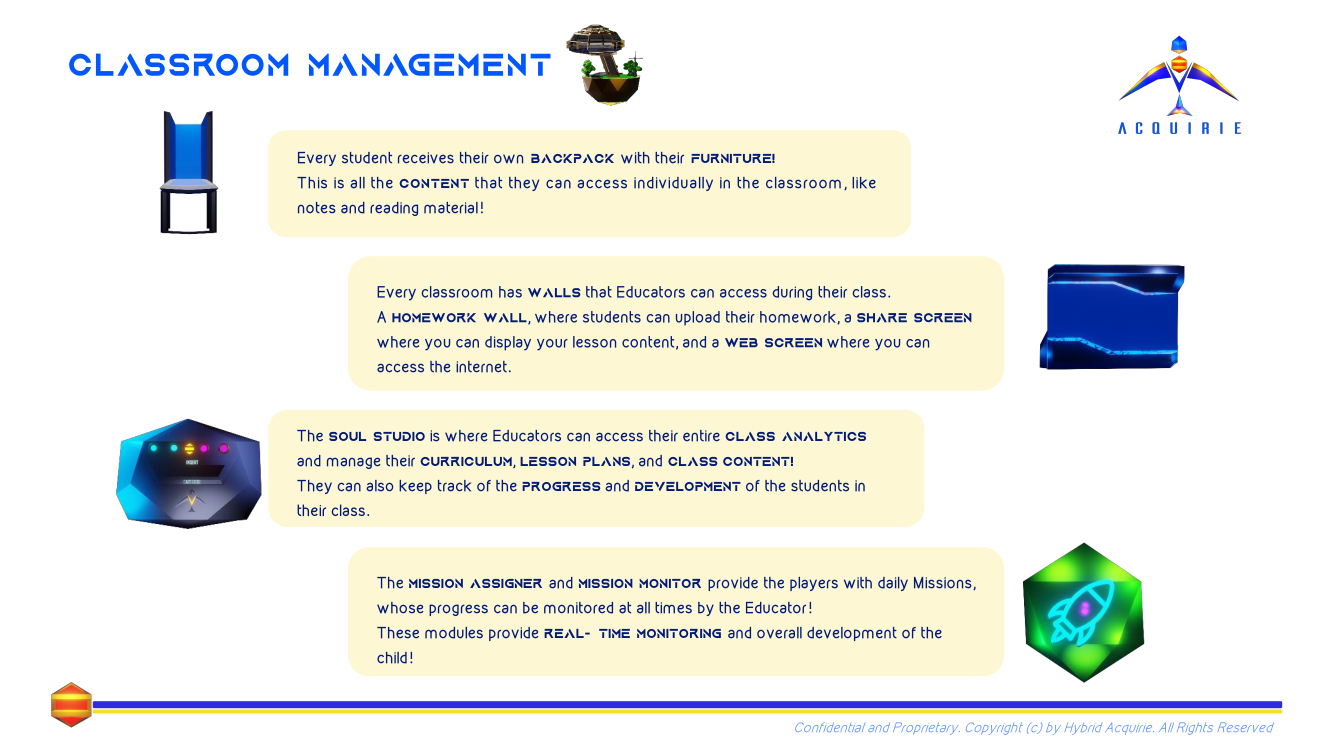 CLASSROOM MANAGEMENT
ACQUIRIE
Every student receives their own BACKPACK with their FURNITURE!
This is all the CONTENT that they can access individually in the classroom, like
notes and reading material!
Every classroom has WALLS that Educators can access during their class.
A HOMEWORK WALL, where students can upload their homework, a SHARE SCREEN
where you can display your lesson content, and a WEB SCREEN where you can
access the internet.
The SOUL STUDIO is where Educators can access their entire CLASS ANALYTICS
and manage their CURRICULUM, LESSON PLANS, and CLASS CONTENT!
They can also keep track of the PROGRESS and DEVELOPMENT of the students in
their class.
The MISSION ASSIGNER and MISSION MONITOR provide the players with daily Missions,
whose progress can be monitored at all times by the Educator!
These modules provide REAL- TIME MONITORING and overall development of the
child!
Confidential and Proprietary. Copyright (c) by Hybrid Acquirie. All Rights Reserved